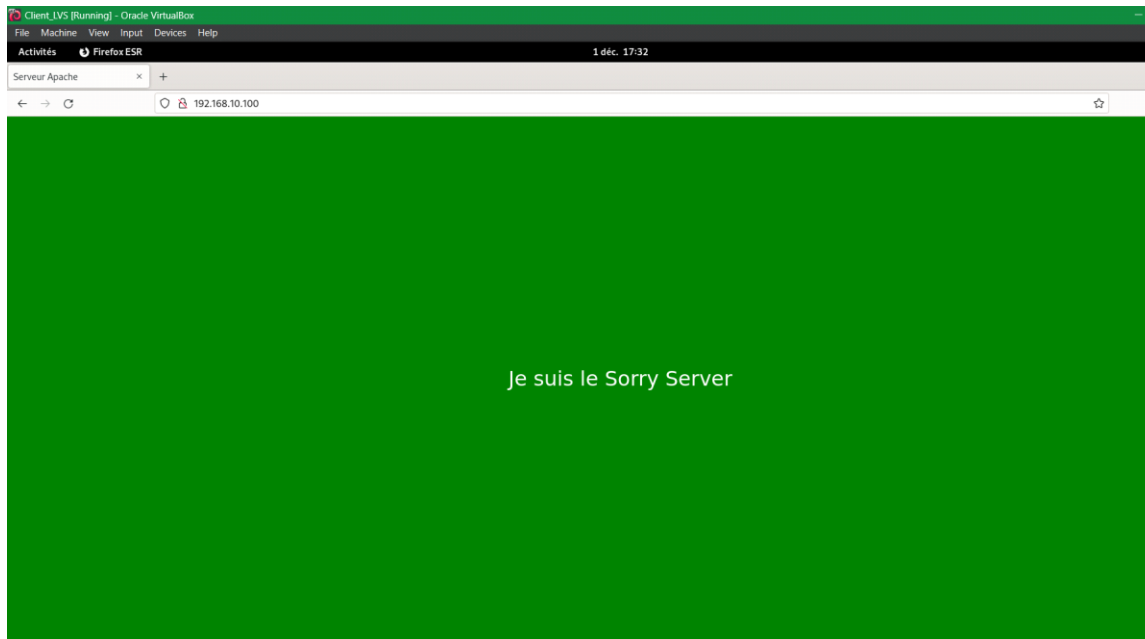 Client_LVS [Running] - Oracle VirtualBox
File Machine View Input Devices Help
Activités Firefox ESR 1 déc. 17:32
Serveur Apache
192.168.10.100
Je suis le Sorry Server